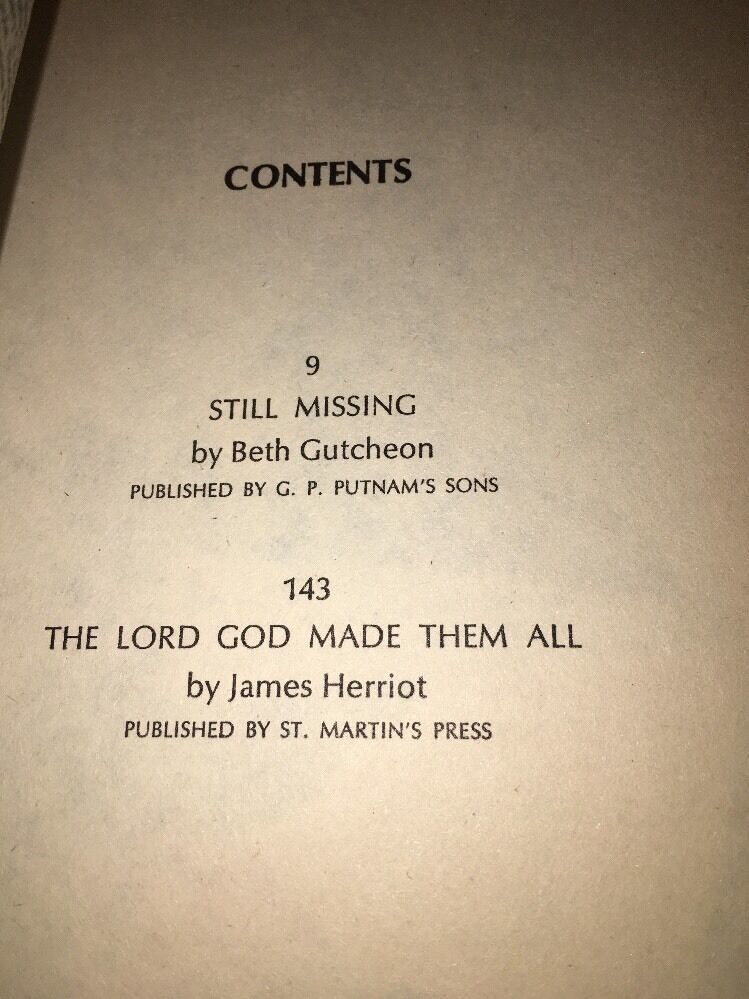 CONTENTS
9
STILL MISSING
by Beth Gutcheon
PUBLISHED BY G. P. PUTNAM'S SONS
143
THE LORD GOD MADE THEM ALL
by James Herriot
PUBLISHED BY ST. MARTIN'S PRESS